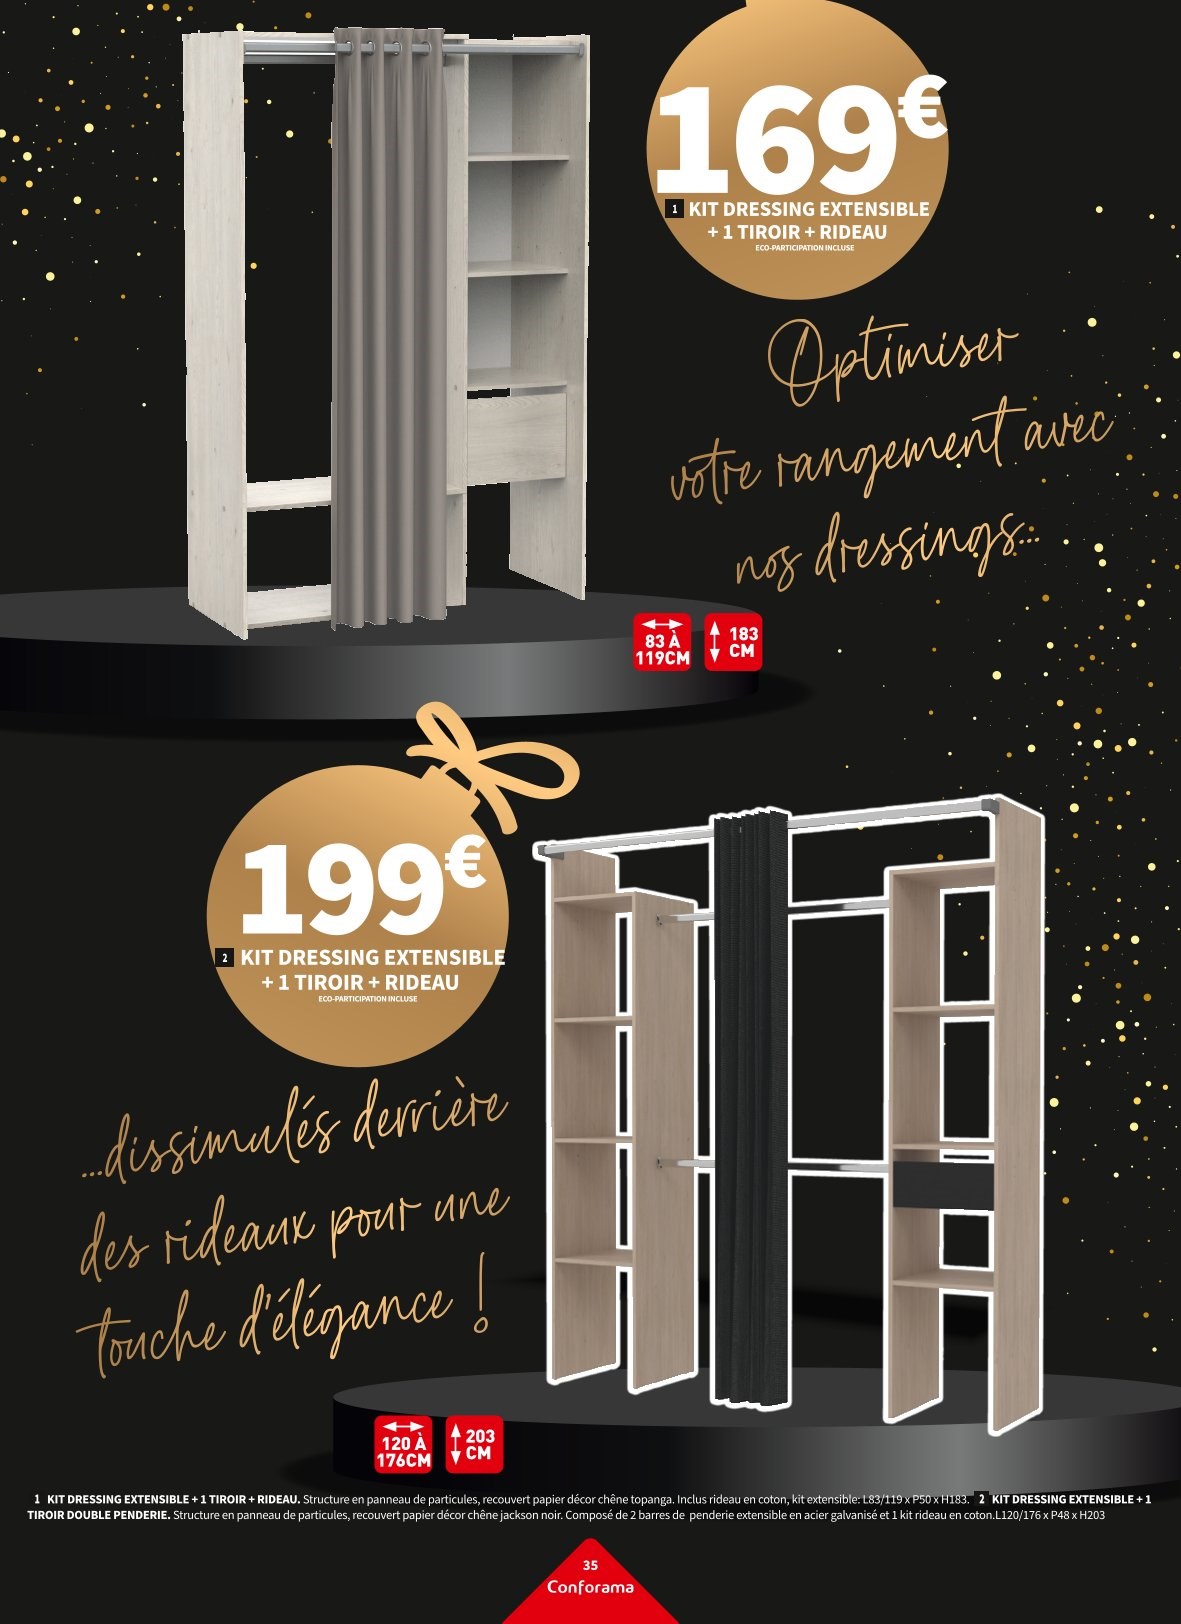 169€
1 KIT DRESSING EXTENSIBLE
+ 1 TIROIR + RIDEAU
ECO-PARTICIPATION INCLUSE
Optimiser
votre rangement avec
nos dressings...
83 À
119CM
183
CM
199€
2 KIT DRESSING EXTENSIBLE
+ 1 TIROIR + RIDEAU
ECO-PARTICIPATION INCLUSE
...dissimulés derrière
des rideaux pour une
touche d'élégance !
120 À
176CM
203
CM
1 KIT DRESSING EXTENSIBLE + 1 TIROIR + RIDEAU. Structure en panneau de particules, recouvert papier décor chêne topanga. Inclus rideau en coton, kit extensible: L83/119 x P50 x H183. 2 KIT DRESSING EXTENSIBLE + 1
TIROIR DOUBLE PENDERIE. Structure en panneau de particules, recouvert papier décor chêne jackson noir. Composé de 2 barres de penderie extensible en acier galvanisé et 1 kit rideau en coton.L120/176 x P48 x H203
35
Conforama